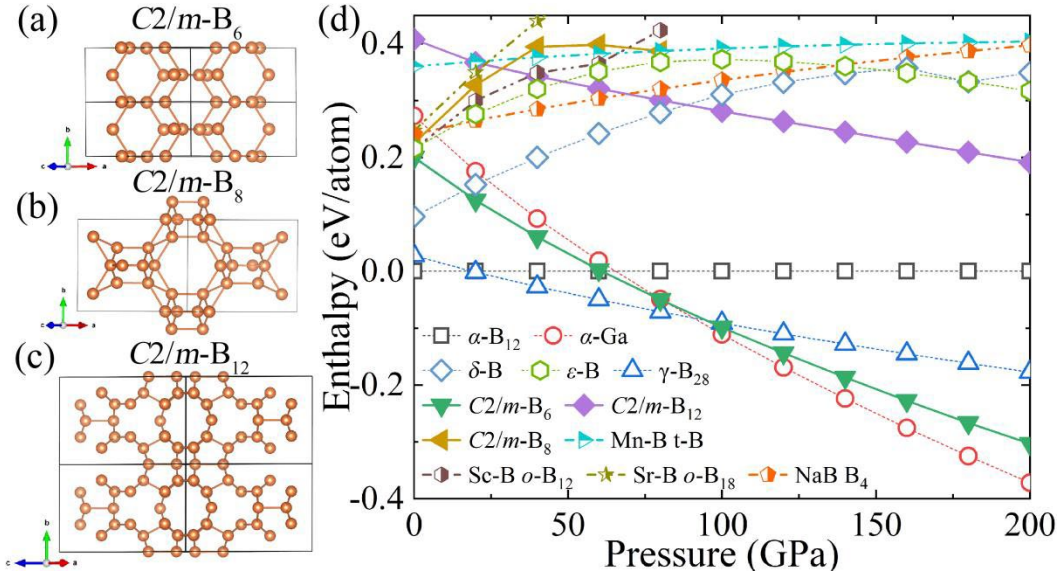 (a) C2/m-B₆
b
c a
(b) C2/m-B₈
b
c a
(c) C2/m-B₁₂
b
c a
(d)
Enthalpy (eV/atom)
0.4
0.2
0.0
-0.2
-0.4
α-B₁₂ α-Ga
δ-B ε-B γ-B₂₈
C2/m-B₆ C2/m-B₁₂
C2/m-B₈ Mn-B t-B
Sc-B o-B₁₂ Sr-B o-B₁₈ NaB B₄
0 50 100 150 200
Pressure (GPa)